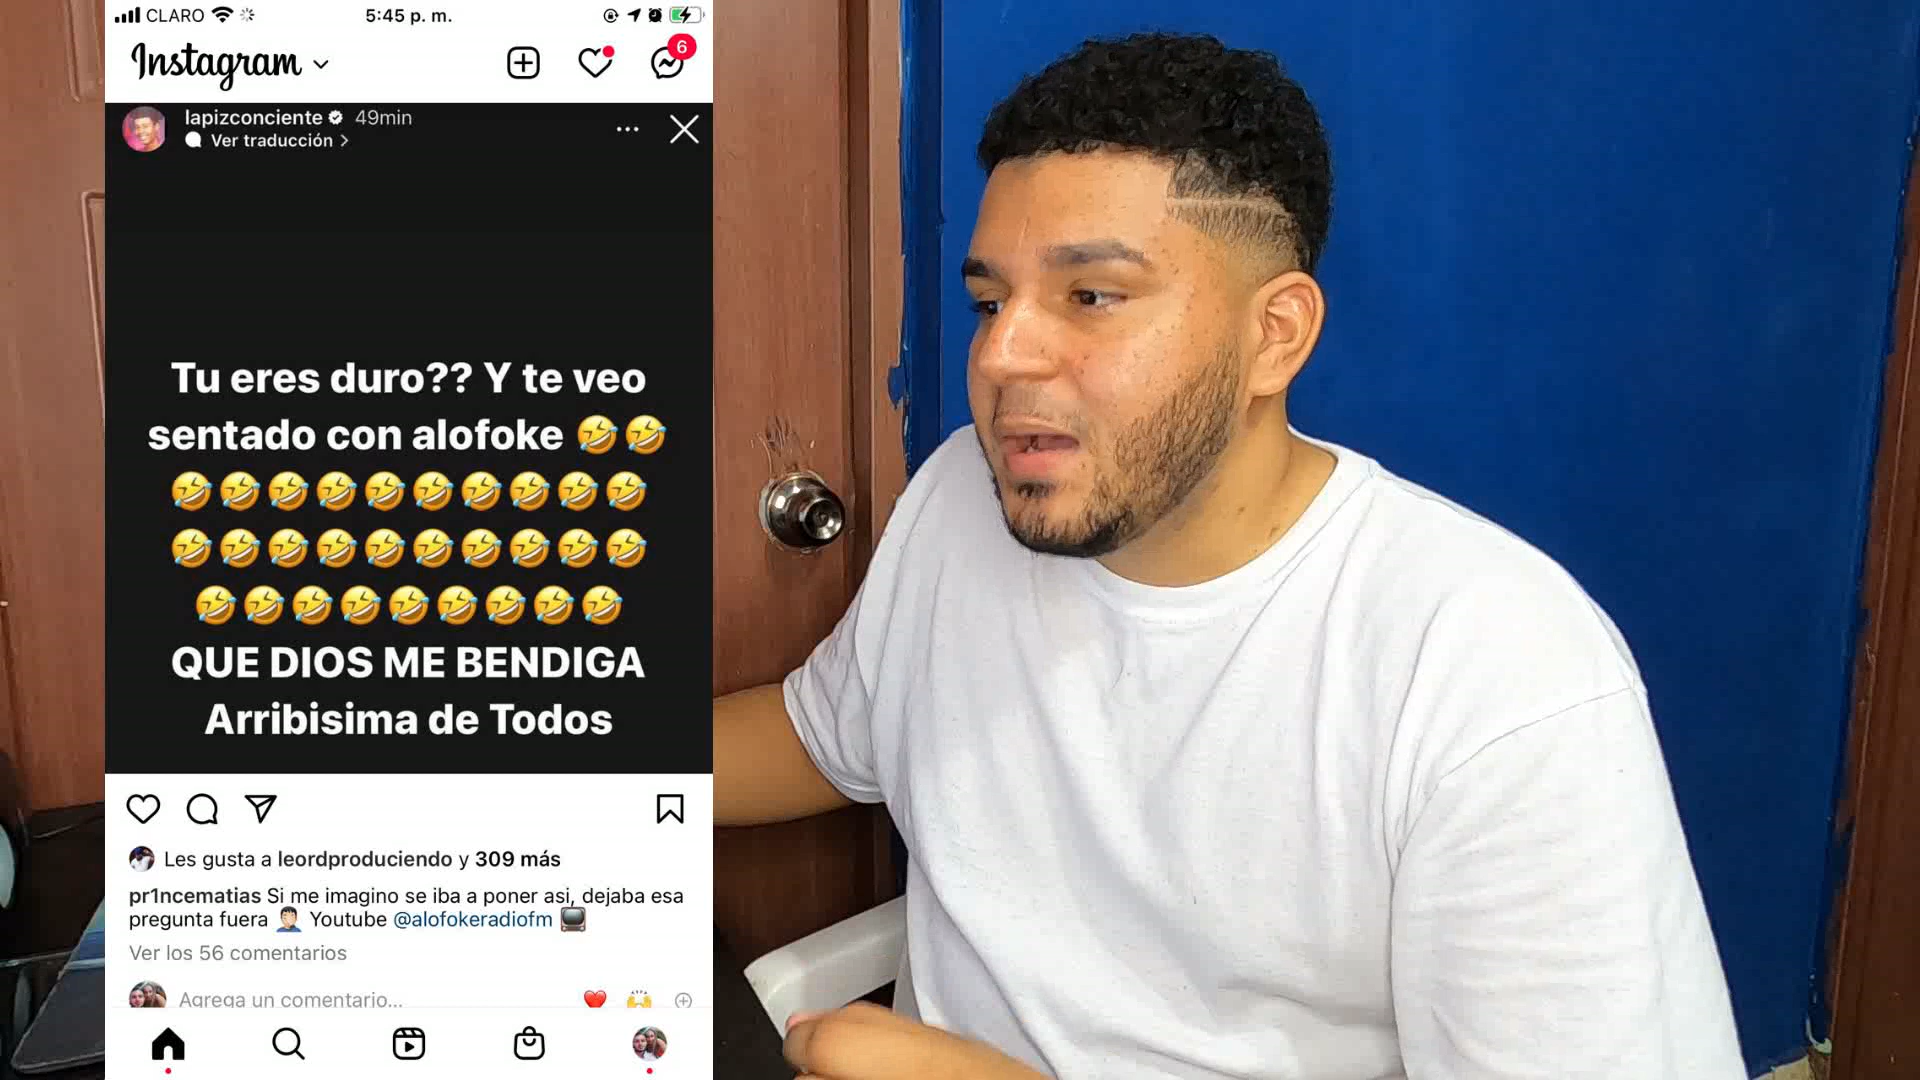 CLARO
5:45 p. m.
Instagram
6
lapizconciente 49min
Ver traducción
Tu eres duro?? Y te veo
sentado con alofoke 🤣🤣
🤣🤣🤣🤣🤣🤣🤣🤣🤣🤣
🤣🤣🤣🤣🤣🤣🤣🤣🤣🤣
🤣🤣🤣🤣🤣🤣🤣🤣🤣
QUE DIOS ME BENDIGA
Arribisima de Todos
Les gusta a leordproduciendo y 309 más
pr1ncematias Si me imagino se iba a poner asi, dejaba esa
pregunta fuera 🤦🏻‍♂️ Youtube @alofokeradiofm 📺
Ver los 56 comentarios
Agrega un comentario...